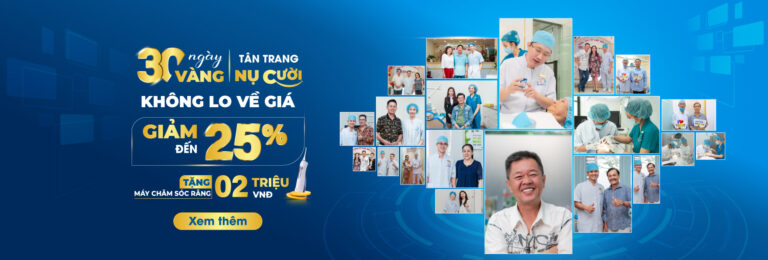 30 ngày VÀNG
TÂN TRANG
NỤ CƯỜI
KHÔNG LO VỀ GIÁ
GIẢM ĐẾN 25%
TẶNG
MÁY CHĂM SÓC RĂNG
02 TRIỆU VNĐ
Xem thêm